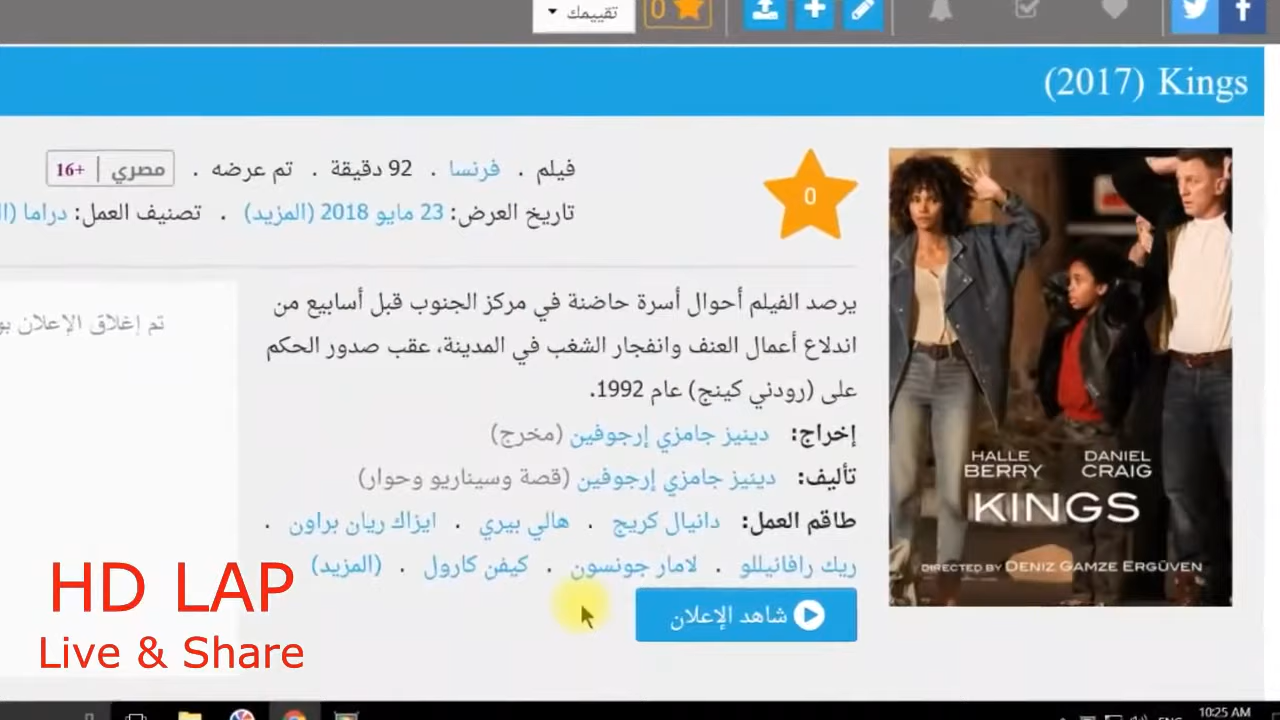 تقييمك
0
(2017) Kings
فيلم . فرنسا . 92 دقيقة . تم عرضه . مصري +16
تاريخ العرض: 23 مايو 2018 (المزيد) . تصنيف العمل: دراما
0
يرصد الفيلم أحوال أسرة حاضنة في مركز الجنوب قبل أسابيع من
اندلاع أعمال العنف وانفجار الشغب في المدينة، عقب صدور الحكم
على (رودني كينج) عام 1992.
إخراج: دينيز جامزي إرجوفين (مخرج)
تأليف: دينيز جامزي إرجوفين (قصة وسيناريو وحوار)
طاقم العمل: دانيال كريج . هالي بيري . ايزاك ريان براون .
ريك رافانيللو . لامار جونسون . كيفن كارول . (المزيد)
شاهد الإعلان
تم إغلاق الإعلان
HALLE BERRY
DANIEL CRAIG
KINGS
DIRECTED BY DENIZ GAMZE ERGÜVEN
HD LAP
Live & Share
ENG
10:25 AM